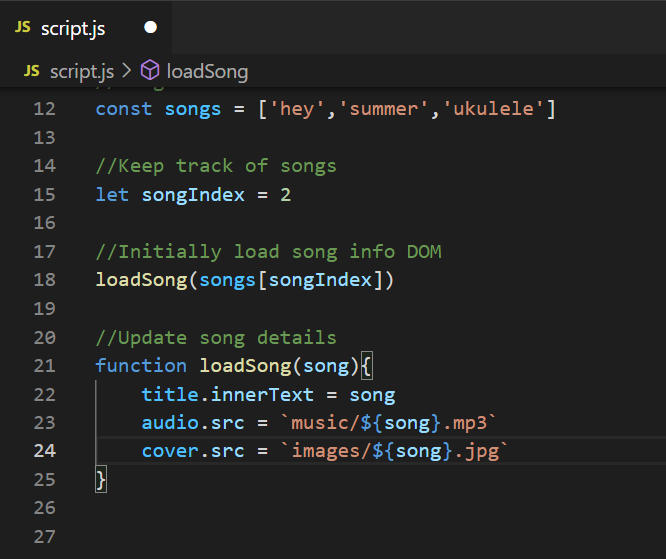 JS script.js
JS script.js > loadSong
12 const songs = ['hey','summer','ukulele']
13
14 //Keep track of songs
15 let songIndex = 2
16
17 //Initially load song info DOM
18 loadSong(songs[songIndex])
19
20 //Update song details
21 function loadSong(song){
22     title.innerText = song
23     audio.src = `music/${song}.mp3`
24     cover.src = `images/${song}.jpg`
25 }
26
27